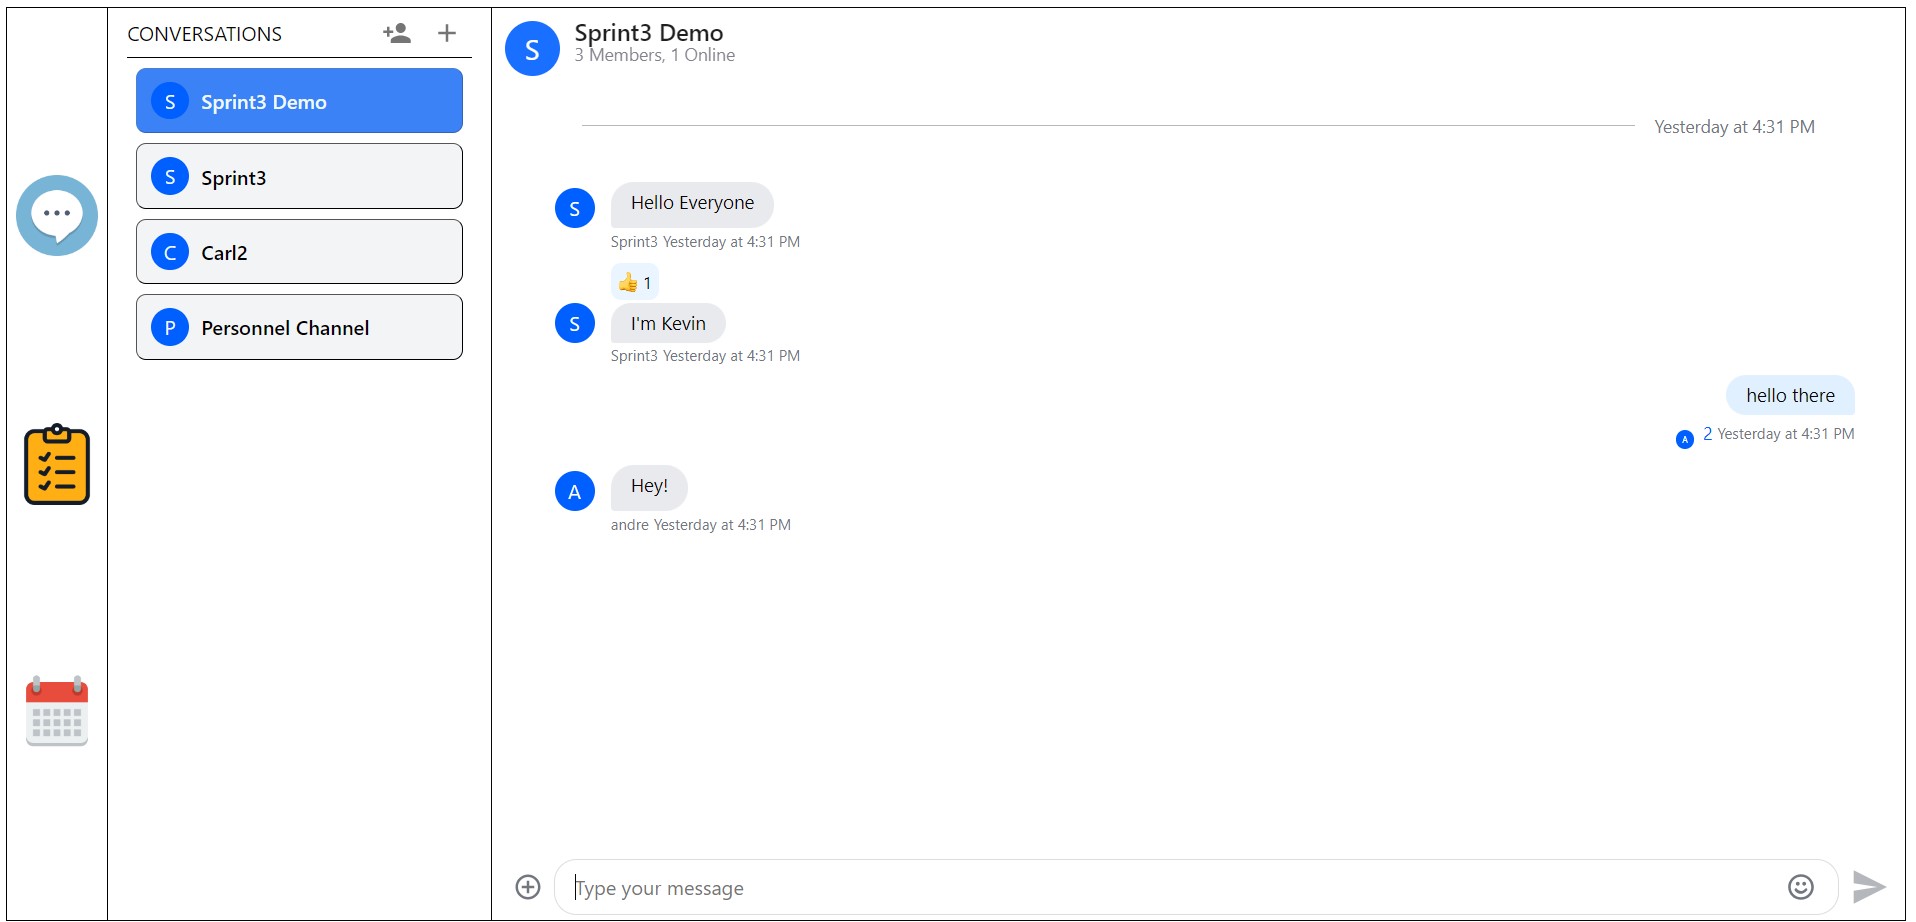 CONVERSATIONS
S Sprint3 Demo
S Sprint3
C Carl2
P Personnel Channel
S Sprint3 Demo
3 Members, 1 Online
Yesterday at 4:31 PM
S Hello Everyone
Sprint3 Yesterday at 4:31 PM
👍 1
S I'm Kevin
Sprint3 Yesterday at 4:31 PM
hello there
A 2 Yesterday at 4:31 PM
A Hey!
andre Yesterday at 4:31 PM
Type your message